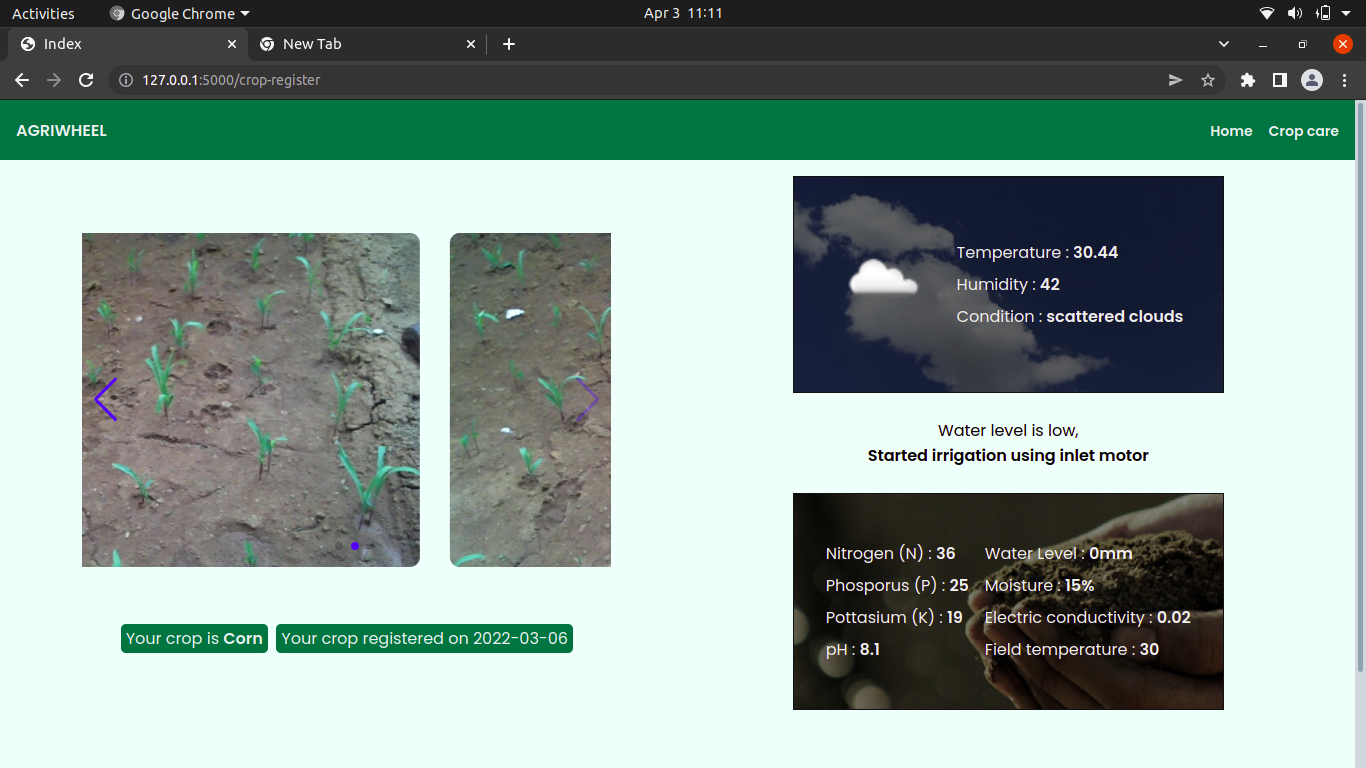 Activities
Google Chrome
Apr 3 11:11
Index
New Tab
127.0.0.1:5000/crop-register
AGRIWHEEL
Home
Crop care
Temperature : 30.44
Humidity : 42
Condition : scattered clouds
Water level is low,
Started irrigation using inlet motor
Nitrogen (N) : 36
Phosporus (P) : 25
Pottasium (K) : 19
pH : 8.1
Water Level : 0mm
Moisture : 15%
Electric conductivity : 0.02
Field temperature : 30
Your crop is Corn
Your crop registered on 2022-03-06